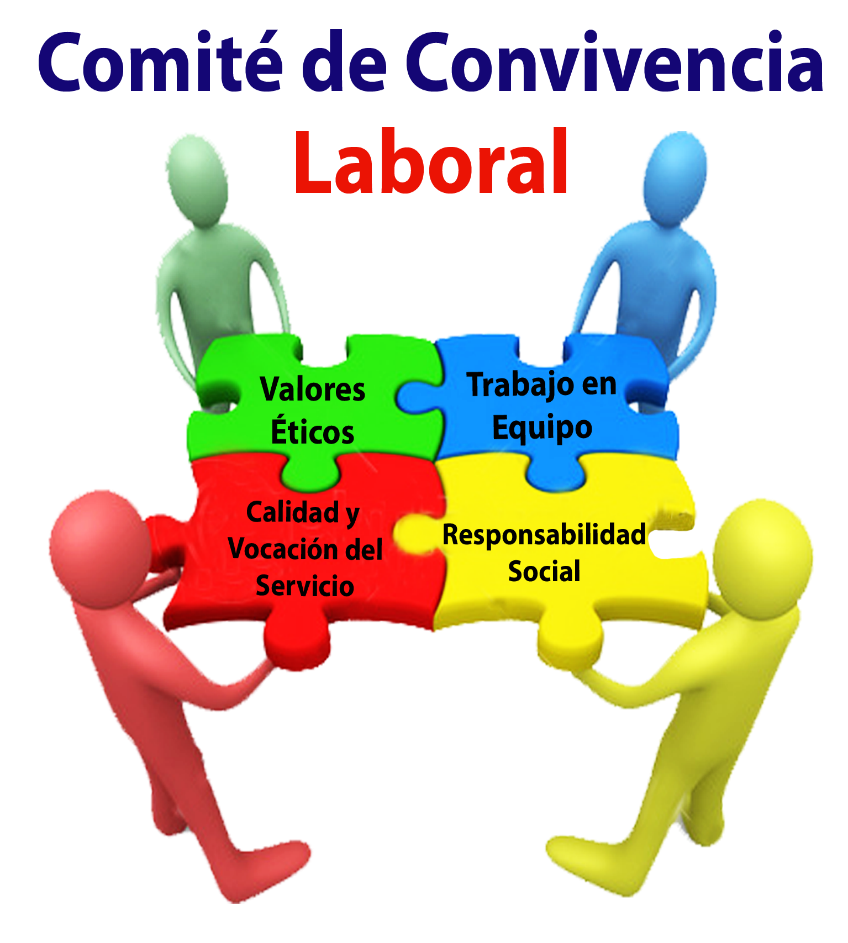 Comité de Convivencia
Laboral
Valores
Éticos
Trabajo en
Equipo
Calidad y
Vocación del
Servicio
Responsabilidad
Social